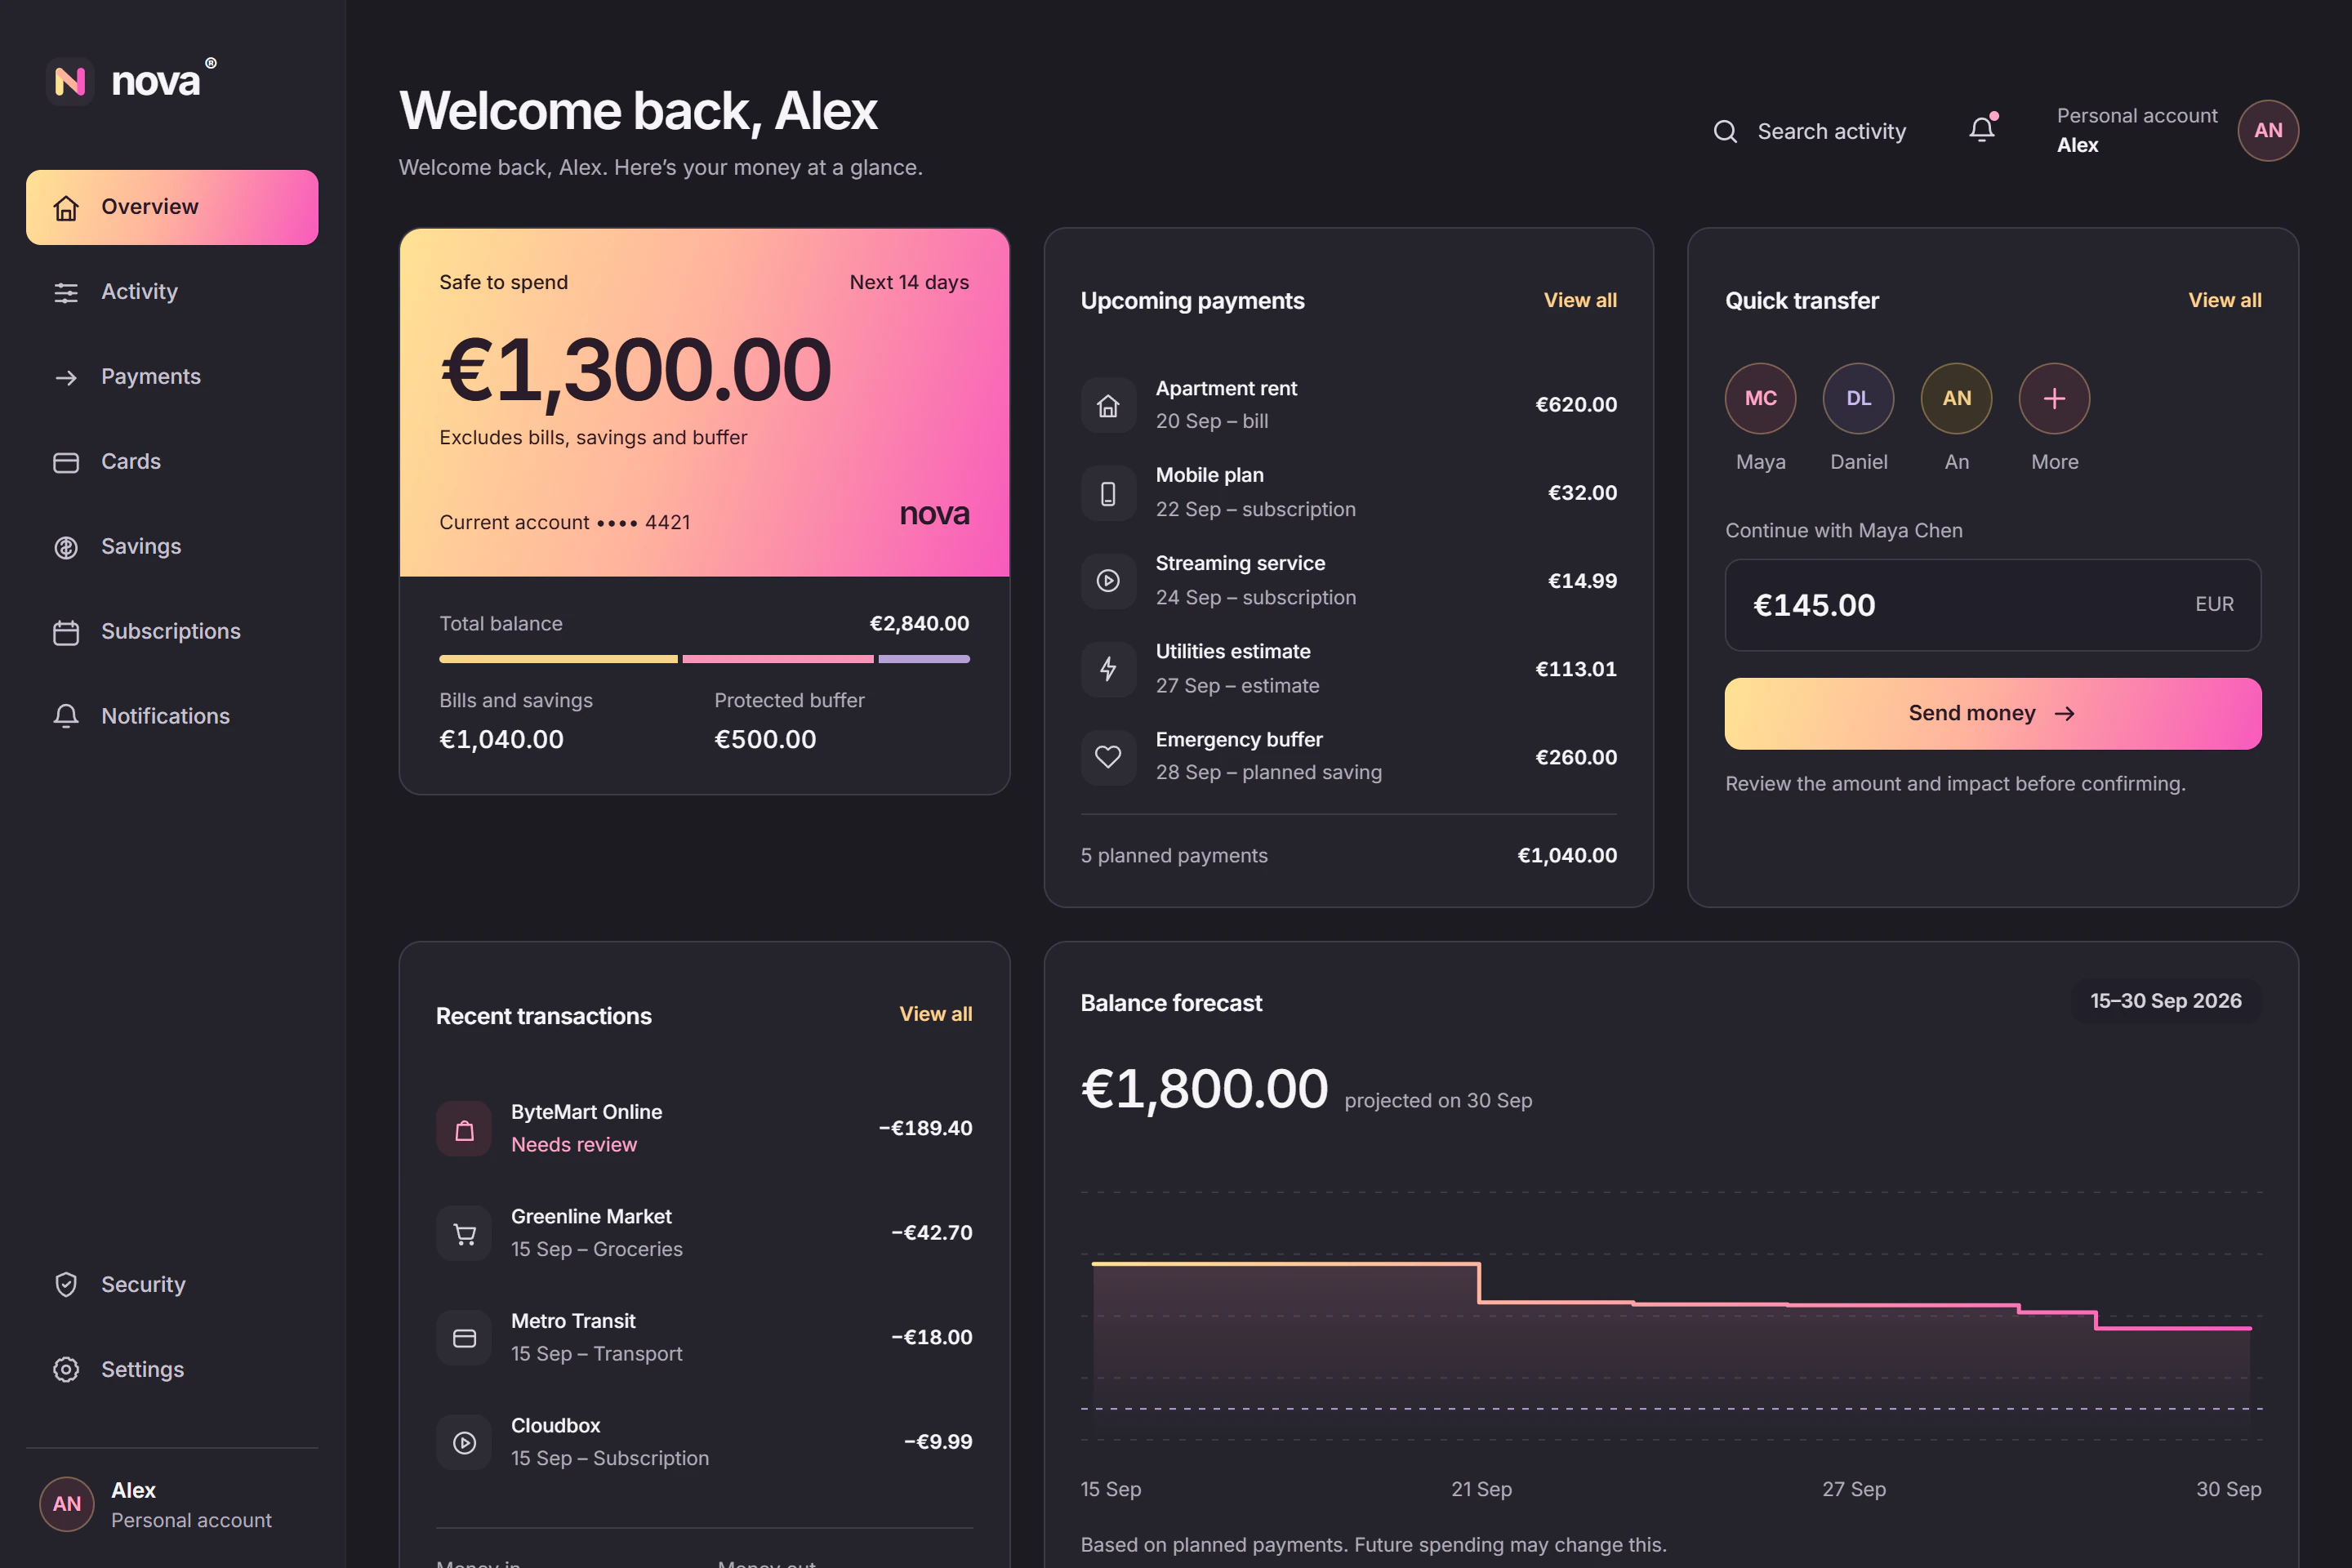 nova®
Overview
Activity
Payments
Cards
Savings
Subscriptions
Notifications
Security
Settings
AN
Alex
Personal account
Welcome back, Alex
Welcome back, Alex. Here’s your money at a glance.
Search activity
Personal account
Alex
AN
Safe to spend
Next 14 days
€1,300.00
Excludes bills, savings and buffer
Current account •••• 4421
nova
Total balance
€2,840.00
Bills and savings
€1,040.00
Protected buffer
€500.00
Upcoming payments
View all
Apartment rent
20 Sep – bill
€620.00
Mobile plan
22 Sep – subscription
€32.00
Streaming service
24 Sep – subscription
€14.99
Utilities estimate
27 Sep – estimate
€113.01
Emergency buffer
28 Sep – planned saving
€260.00
5 planned payments
€1,040.00
Quick transfer
View all
MC
Maya
DL
Daniel
AN
An
More
Continue with Maya Chen
€145.00
EUR
Send money
Review the amount and impact before confirming.
Recent transactions
View all
ByteMart Online
Needs review
−€189.40
Greenline Market
15 Sep – Groceries
−€42.70
Metro Transit
15 Sep – Transport
−€18.00
Cloudbox
15 Sep – Subscription
−€9.99
Money in
Money out
Balance forecast
15–30 Sep 2026
€1,800.00 projected on 30 Sep
15 Sep
21 Sep
27 Sep
30 Sep
Based on planned payments. Future spending may change this.